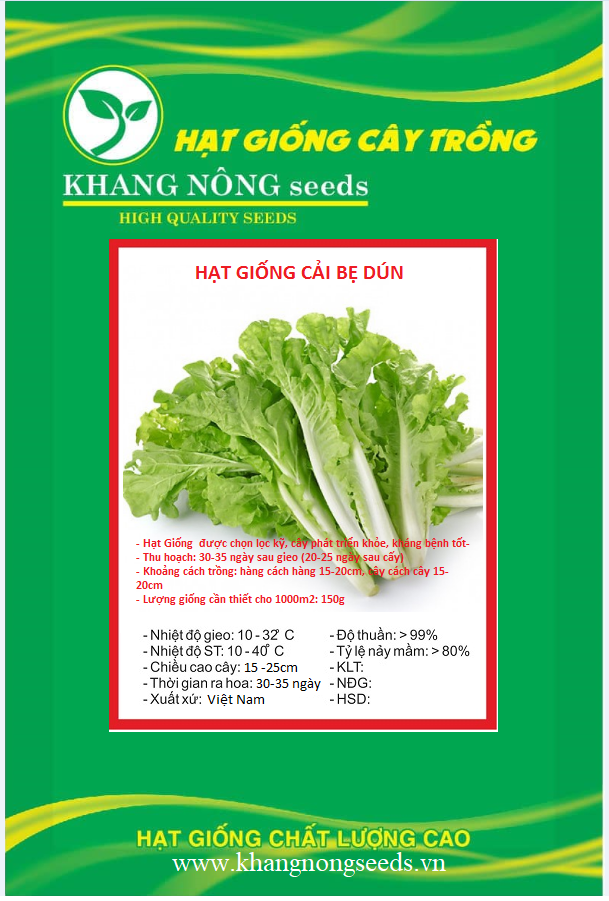 HẠT GIỐNG CÂY TRỒNG
KHANG NÔNG seeds
HIGH QUALITY SEEDS
HẠT GIỐNG CẢI BẸ DÚN
- Hạt Giống được chọn lọc kỹ, cây phát triển khỏe, kháng bệnh tốt-
- Thu hoạch: 30-35 ngày sau gieo (20-25 ngày sau cấy)
- Khoảng cách trồng: hàng cách hàng 15-20cm, cây cách cây 15-
20cm
- Lượng giống cần thiết cho 1000m2: 150g
- Nhiệt độ gieo: 10 - 32° C
- Nhiệt độ ST: 10 - 40° C
- Chiều cao cây: 15 -25cm
- Thời gian ra hoa: 30-35 ngày
- Xuất xứ: Việt Nam
- Độ thuần: > 99%
- Tỷ lệ nảy mầm: > 80%
- KLT:
- NĐG:
- HSD:
HẠT GIỐNG CHẤT LƯỢNG CAO
www.khangnongseeds.vn